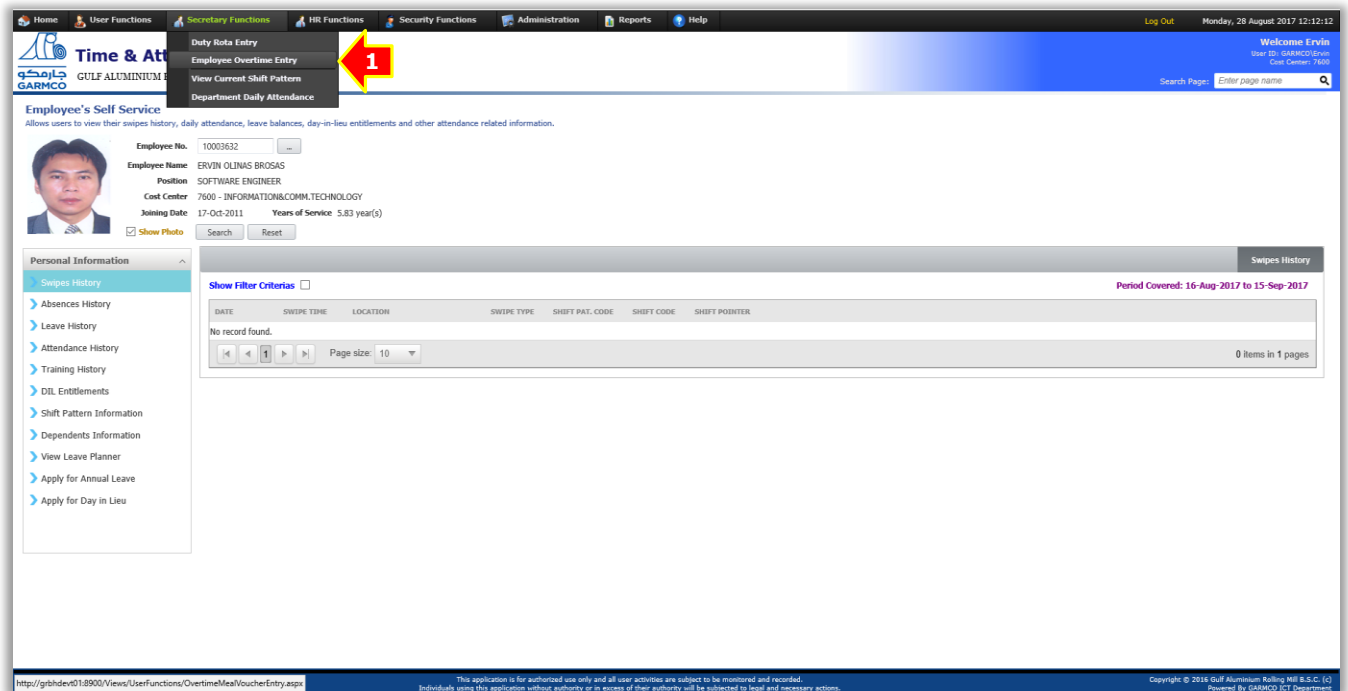 Home User Functions Secretary Functions HR Functions Security Functions Administration Reports Help Log Out Monday, 28 August 2017 12:12:12
Duty Rota Entry
Employee Overtime Entry
View Current Shift Pattern
Department Daily Attendance
1
Time & Att
جارمكو
GARMCO
GULF ALUMINIUM
Welcome Ervin
User ID: GARMCO\Ervin
Cost Center: 7600
Search Page: Enter page name
Employee's Self Service
Allows users to view their swipes history, daily attendance, leave balances, day-in-lieu entitlements and other attendance related information.
Employee No. 10003632 ...
Employee Name ERVIN OLINAS BROSAS
Position SOFTWARE ENGINEER
Cost Center 7600 - INFORMATION&COMM.TECHNOLOGY
Joining Date 17-Oct-2011 Years of Service 5.83 year(s)
Show Photo Search Reset
Personal Information
Swipes History
Absences History
Leave History
Attendance History
Training History
DIL Entitlements
Shift Pattern Information
Dependents Information
View Leave Planner
Apply for Annual Leave
Apply for Day in Lieu
Swipes History
Show Filter Criterias Period Covered: 16-Aug-2017 to 15-Sep-2017
DATE SWIPE TIME LOCATION SWIPE TYPE SHIFT PAT. CODE SHIFT CODE SHIFT POINTER
No record found.
1 Page size: 10 0 items in 1 pages
http://grbhdevt01:8900/Views/UserFunctions/OvertimeMealVoucherEntry.aspx
This application is for authorized use only and all user activities are subject to be monitored and recorded.
Individuals using this application without authority or in excess of their authority will be subjected to legal and necessary actions.
Copyright © 2016 Gulf Aluminium Rolling Mill B.S.C. (c)
Powered By GARMCO ICT Department